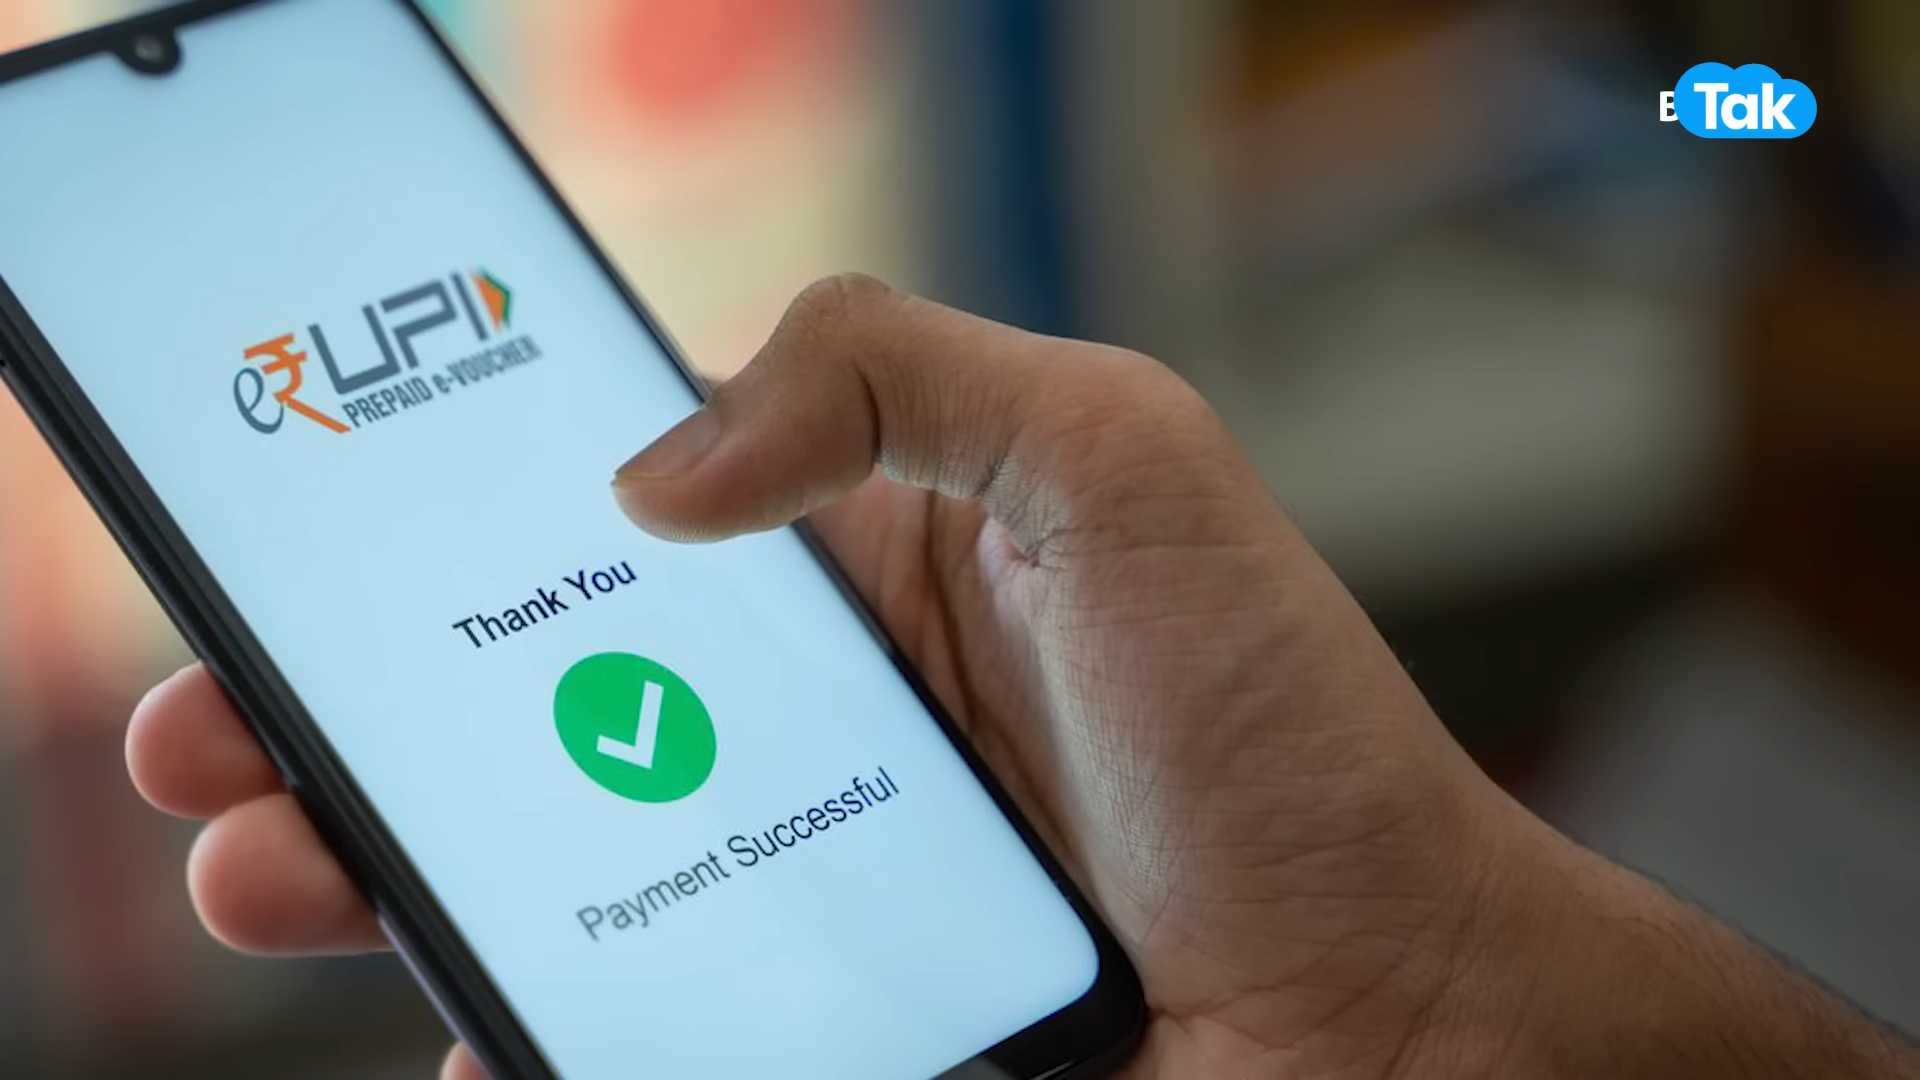 e₹UPI
PREPAID e-VOUCHER
Thank You
Payment Successful
Tak